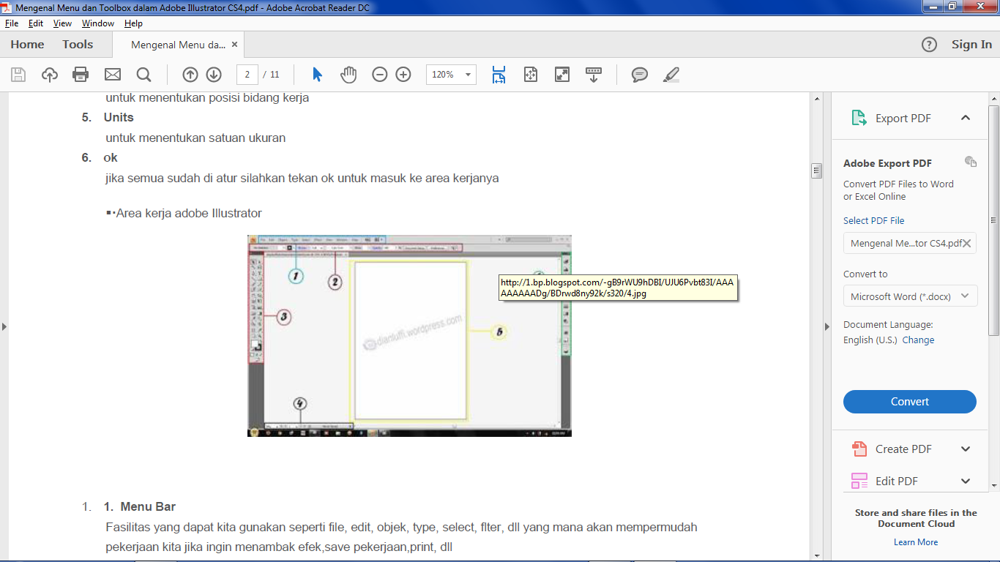 Mengenal Menu dan Toolbox dalam Adobe Illustrator CS4.pdf - Adobe Acrobat Reader DC
File Edit View Window Help
Home Tools Mengenal Menu da... × Sign In
2 / 11 120%
untuk menentukan posisi bidang kerja
5. Units
untuk menentukan satuan ukuran
6. ok
jika semua sudah di atur silahkan tekan ok untuk masuk ke area kerjanya
▪·Area kerja adobe Illustrator
1
2
3
4
5
dianluffi.wordpress.com
http://1.bp.blogspot.com/-gB9rWU9hDBI/UJU6Pvbt83I/AAA
AAAAAADg/BDrwd8ny92k/s320/4.jpg
1. 1. Menu Bar
Fasilitas yang dapat kita gunakan seperti file, edit, objek, type, select, flter, dll yang mana akan mempermudah
pekerjaan kita jika ingin menambak efek,save pekerjaan,print, dll
Export PDF
Adobe Export PDF
Convert PDF Files to Word
or Excel Online
Select PDF File
Mengenal Me...tor CS4.pdf
Convert to
Microsoft Word (*.docx)
Document Language:
English (U.S.) Change
Convert
Create PDF
Edit PDF
Store and share files in the
Document Cloud
Learn More